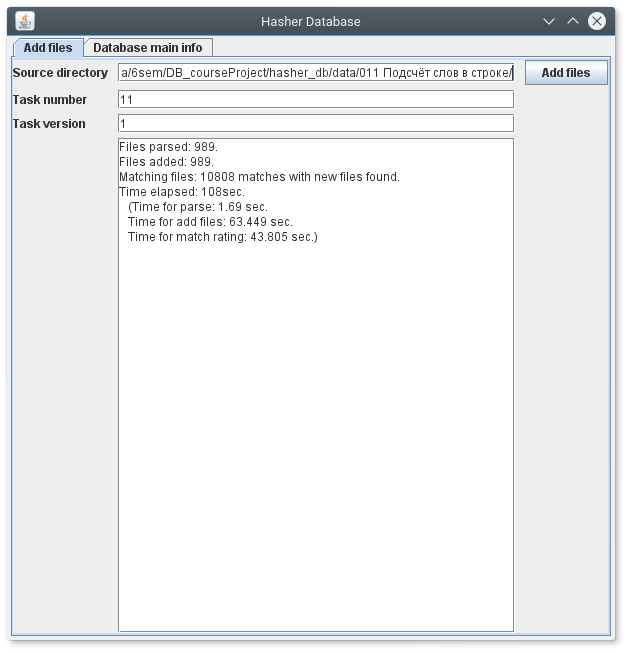 Hasher Database
Add files Database main info
Source directory a/6sem/DB_courseProject/hasher_db/data/011 Подсчёт слов в строке/ Add files
Task number 11
Task version 1
Files parsed: 989.
Files added: 989.
Matching files: 10808 matches with new files found.
Time elapsed: 108sec.
(Time for parse: 1.69 sec.
Time for add files: 63.449 sec.
Time for match rating: 43.805 sec.)